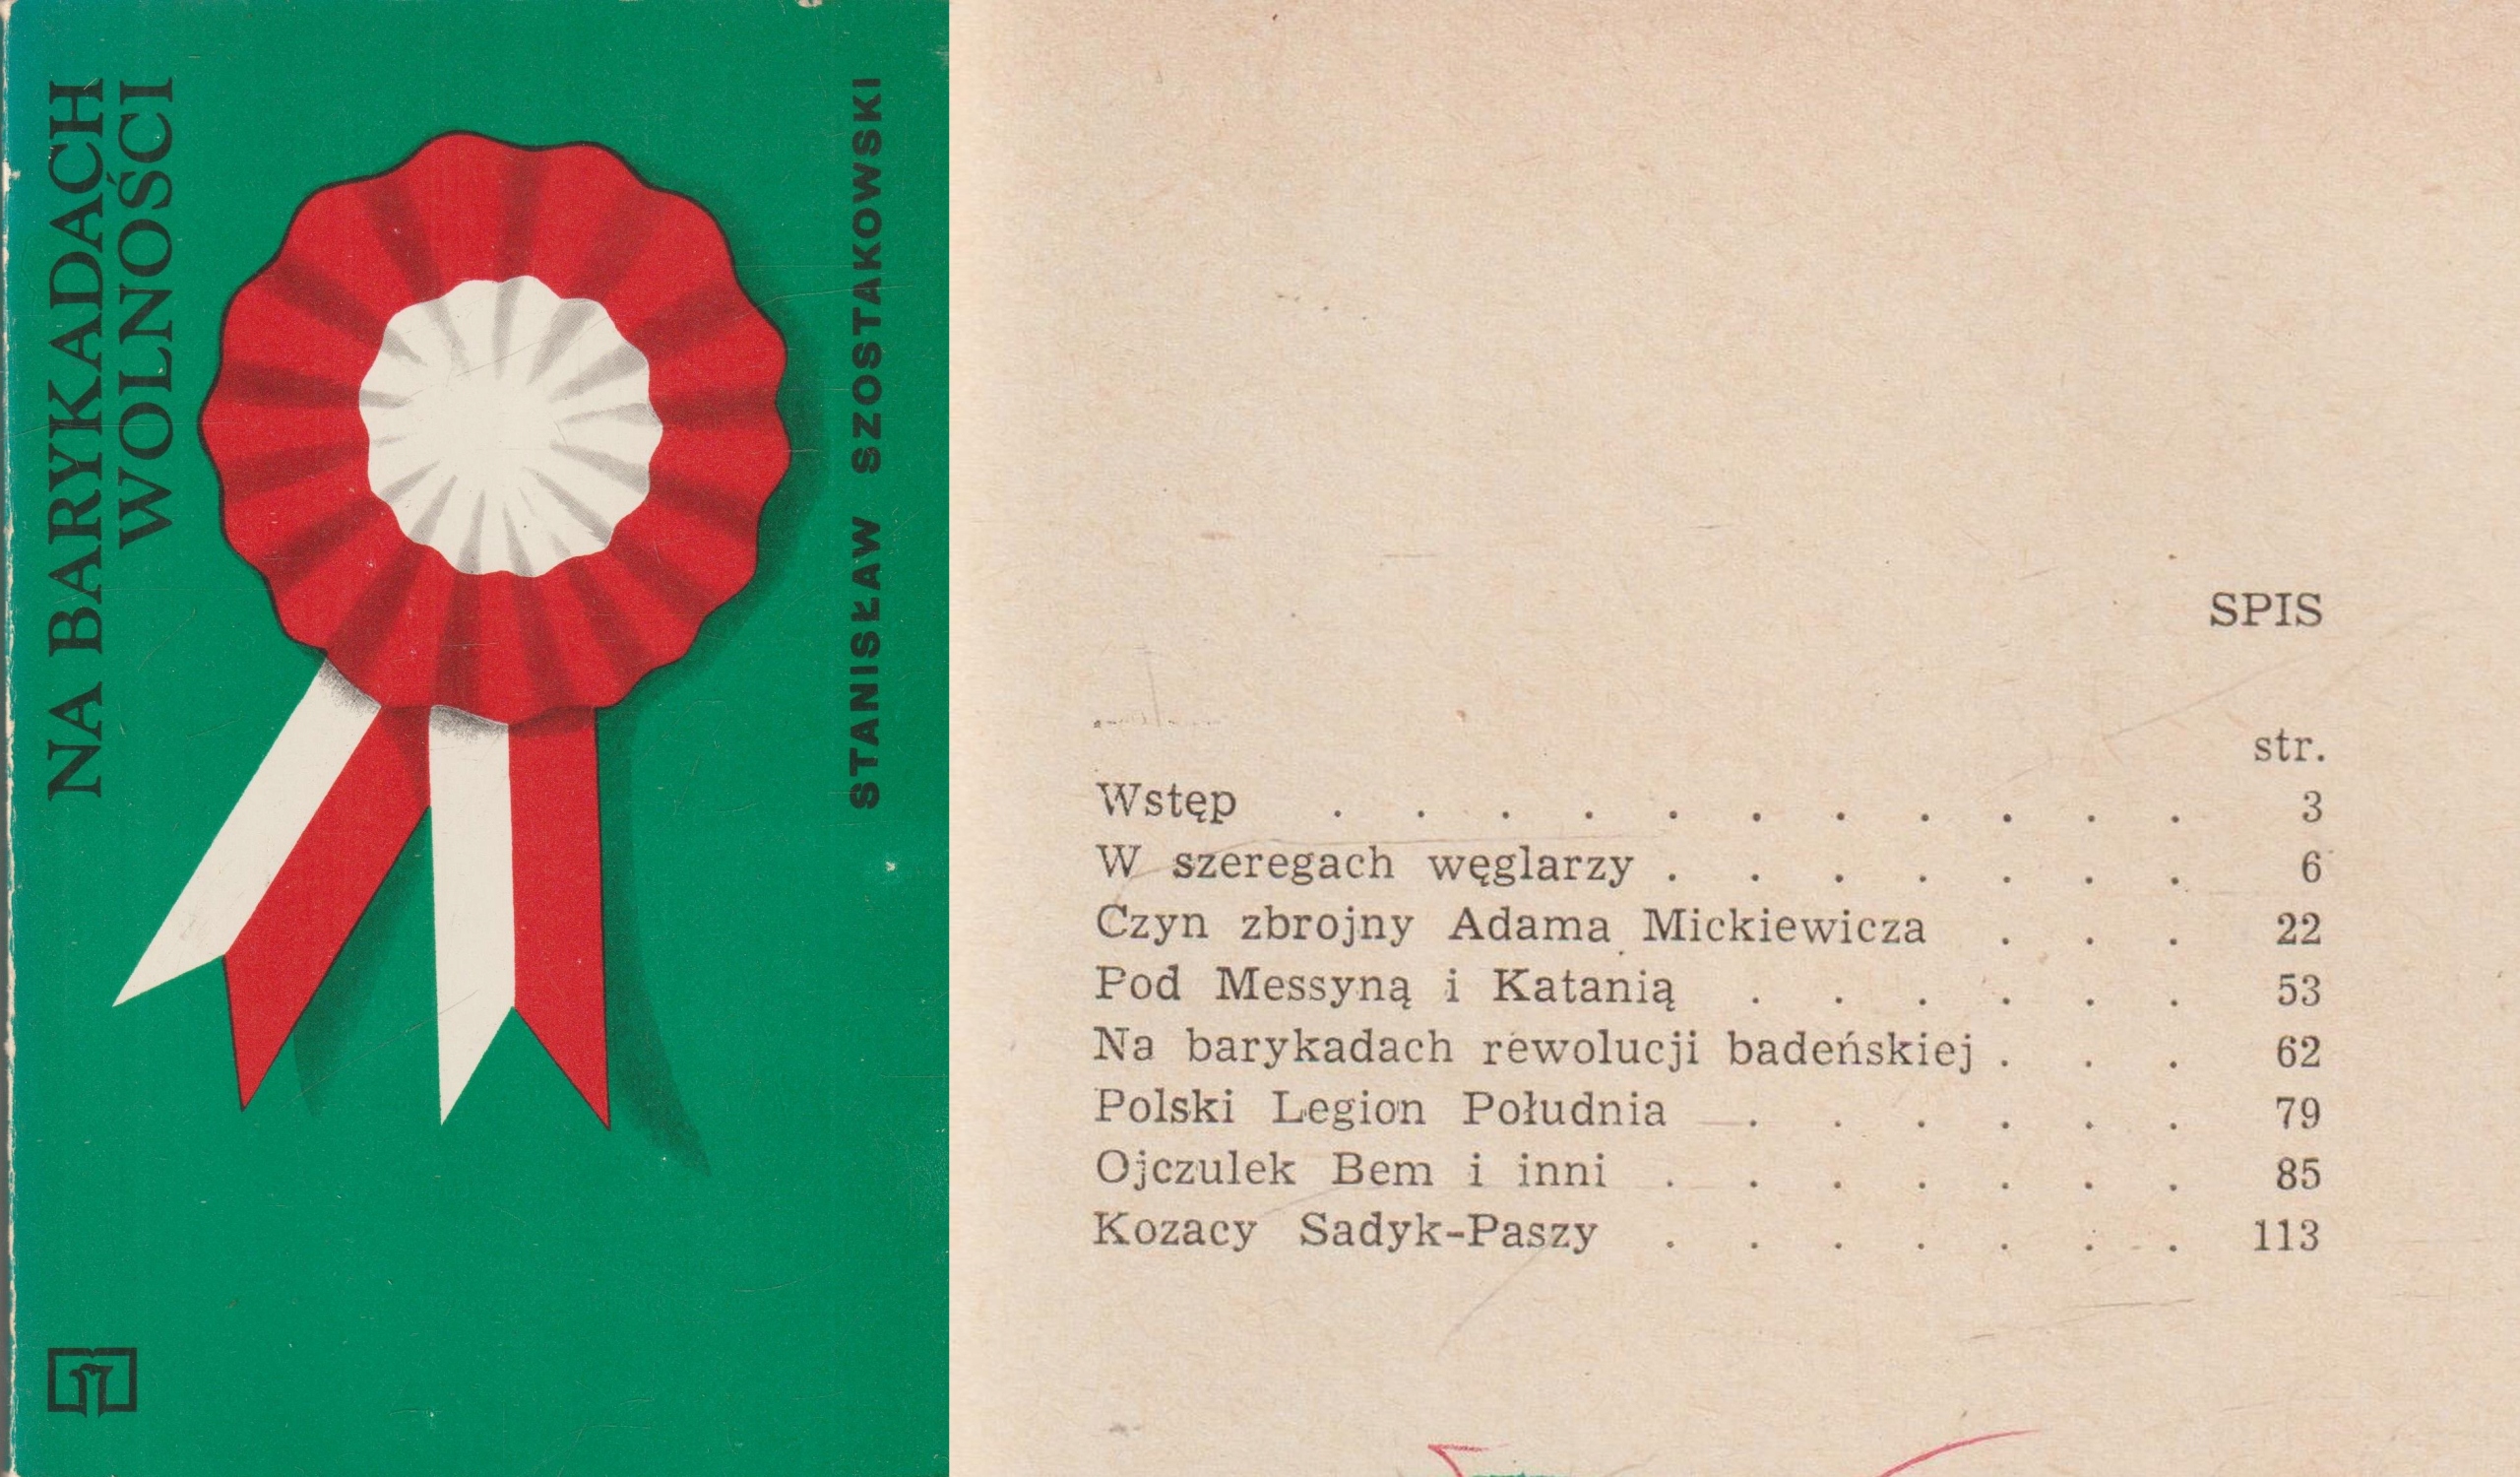 NA BARYKADACH
WOLNOŚCI
STANISŁAW SZOSTAKOWSKI
SPIS
str.
Wstęp . . . . . . . . . . . 3
W szeregach węglarzy . . . . . . . 6
Czyn zbrojny Adama Mickiewicza . . . 22
Pod Messyną i Katanią . . . . . . 53
Na barykadach rewolucji badeńskiej . . . 62
Polski Legion Południa . . . . . . 79
Ojczulek Bem i inni . . . . . . . 85
Kozacy Sadyk-Paszy . . . . . . . 113